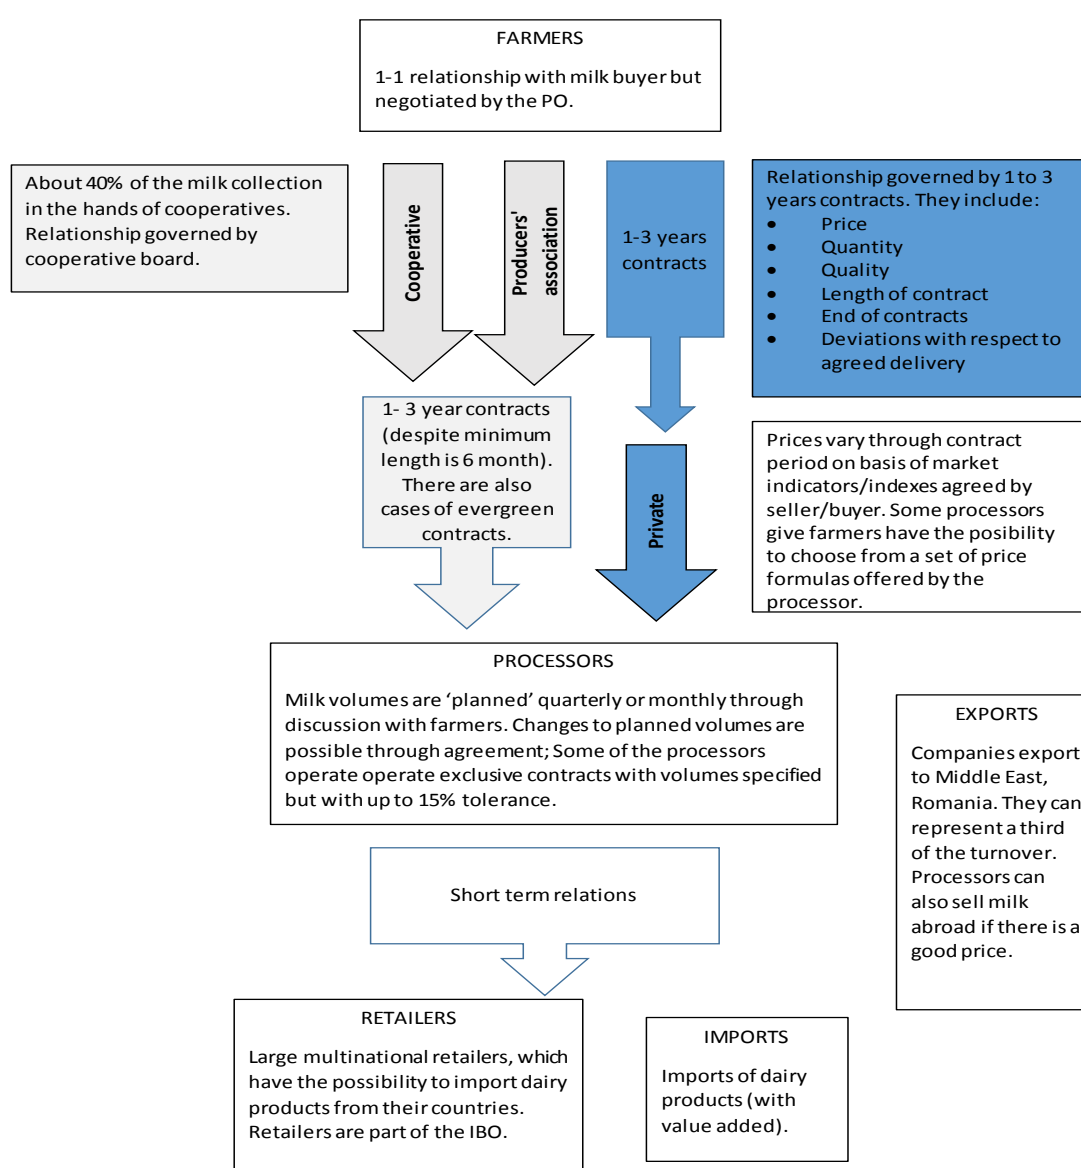 FARMERS
1-1 relationship with milk buyer but
negotiated by the PO.
About 40% of the milk collection
in the hands of cooperatives.
Relationship governed by
cooperative board.
Cooperative
Producers'
association
1-3 years
contracts
Relationship governed by 1 to 3
years contracts. They include:
• Price
• Quantity
• Quality
• Length of contract
• End of contracts
• Deviations with respect to
agreed delivery
1- 3 year contracts
(despite minimum
length is 6 month).
There are also
cases of evergreen
contracts.
Private
Prices vary through contract
period on basis of market
indicators/indexes agreed by
seller/buyer. Some processors
give farmers have the posibility
to choose from a set of price
formulas offered by the
processor.
PROCESSORS
Milk volumes are ‘planned’ quarterly or monthly through
discussion with farmers. Changes to planned volumes are
possible through agreement; Some of the processors
operate operate exclusive contracts with volumes specified
but with up to 15% tolerance.
EXPORTS
Companies export
to Middle East,
Romania. They can
represent a third
of the turnover.
Processors can
also sell milk
abroad if there is a
good price.
Short term relations
RETAILERS
Large multinational retailers, which
have the possibility to import dairy
products from their countries.
Retailers are part of the IBO.
IMPORTS
Imports of dairy
products (with
value added).